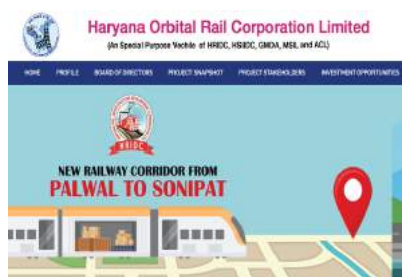 Haryana Orbital Rail Corporation Limited
(An Special Purpose Vechile of HRIDC, HSIIDC, GMDA, MSIL and ACL)
HOME PROFILE BOARD OF DIRECTORS PROJECT SNAPSHOT PROJECT STAKEHOLDERS INVESTMENT OPPORTUNITIES
HRIDC
NEW RAILWAY CORRIDOR FROM
PALWAL TO SONIPAT